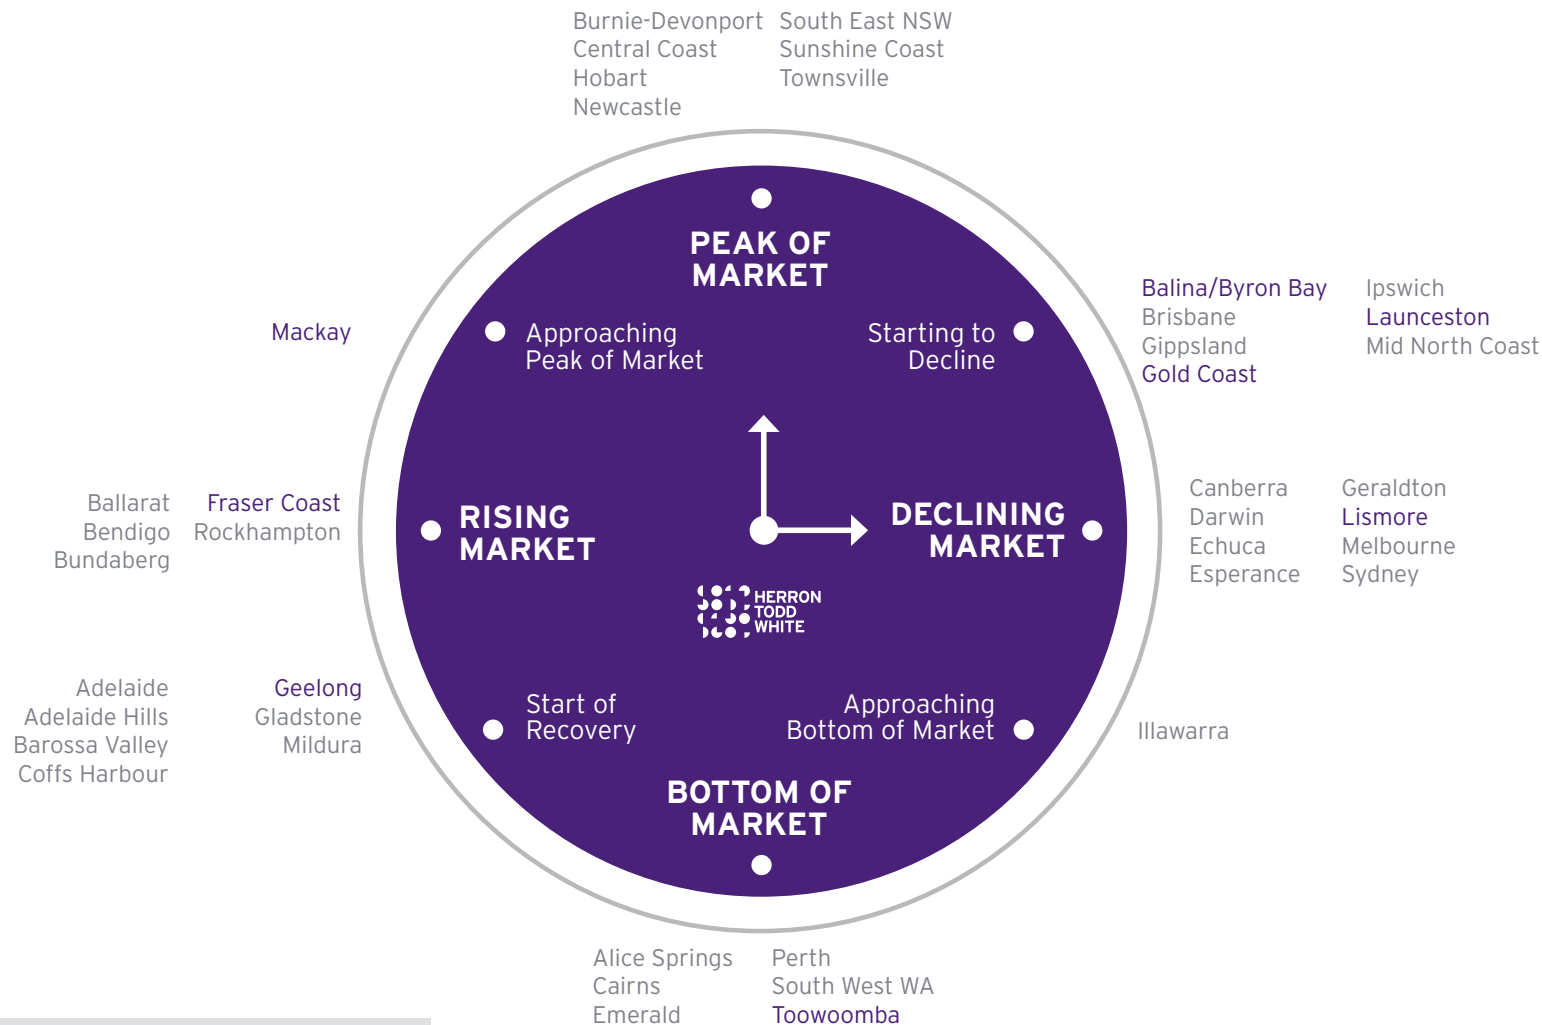 Burnie-Devonport
Central Coast
Hobart
Newcastle
South East NSW
Sunshine Coast
Townsville
PEAK OF
MARKET
Mackay
Approaching
Peak of Market
Starting to
Decline
Balina/Byron Bay
Brisbane
Gippsland
Gold Coast
Ipswich
Launceston
Mid North Coast
Ballarat
Bendigo
Bundaberg
Fraser Coast
Rockhampton
RISING
MARKET
DECLINING
MARKET
Canberra
Darwin
Echuca
Esperance
Geraldton
Lismore
Melbourne
Sydney
HERRON
TODD
WHITE
Adelaide
Adelaide Hills
Barossa Valley
Coffs Harbour
Geelong
Gladstone
Mildura
Start of
Recovery
Approaching
Bottom of Market
Illawarra
BOTTOM OF
MARKET
Alice Springs
Cairns
Emerald
Perth
South West WA
Toowoomba